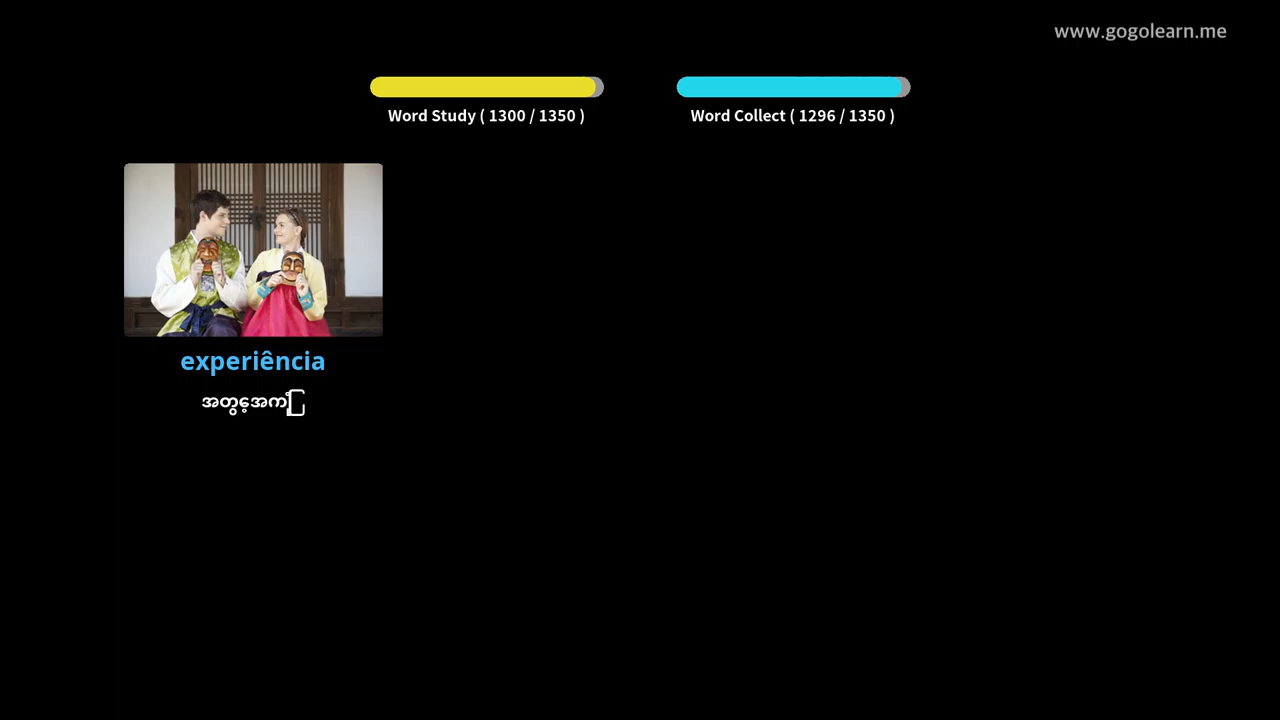 www.gogolearn.me
Word Study ( 1300 / 1350 )
Word Collect ( 1296 / 1350 )
experiência
အတွေ့အကြုံ